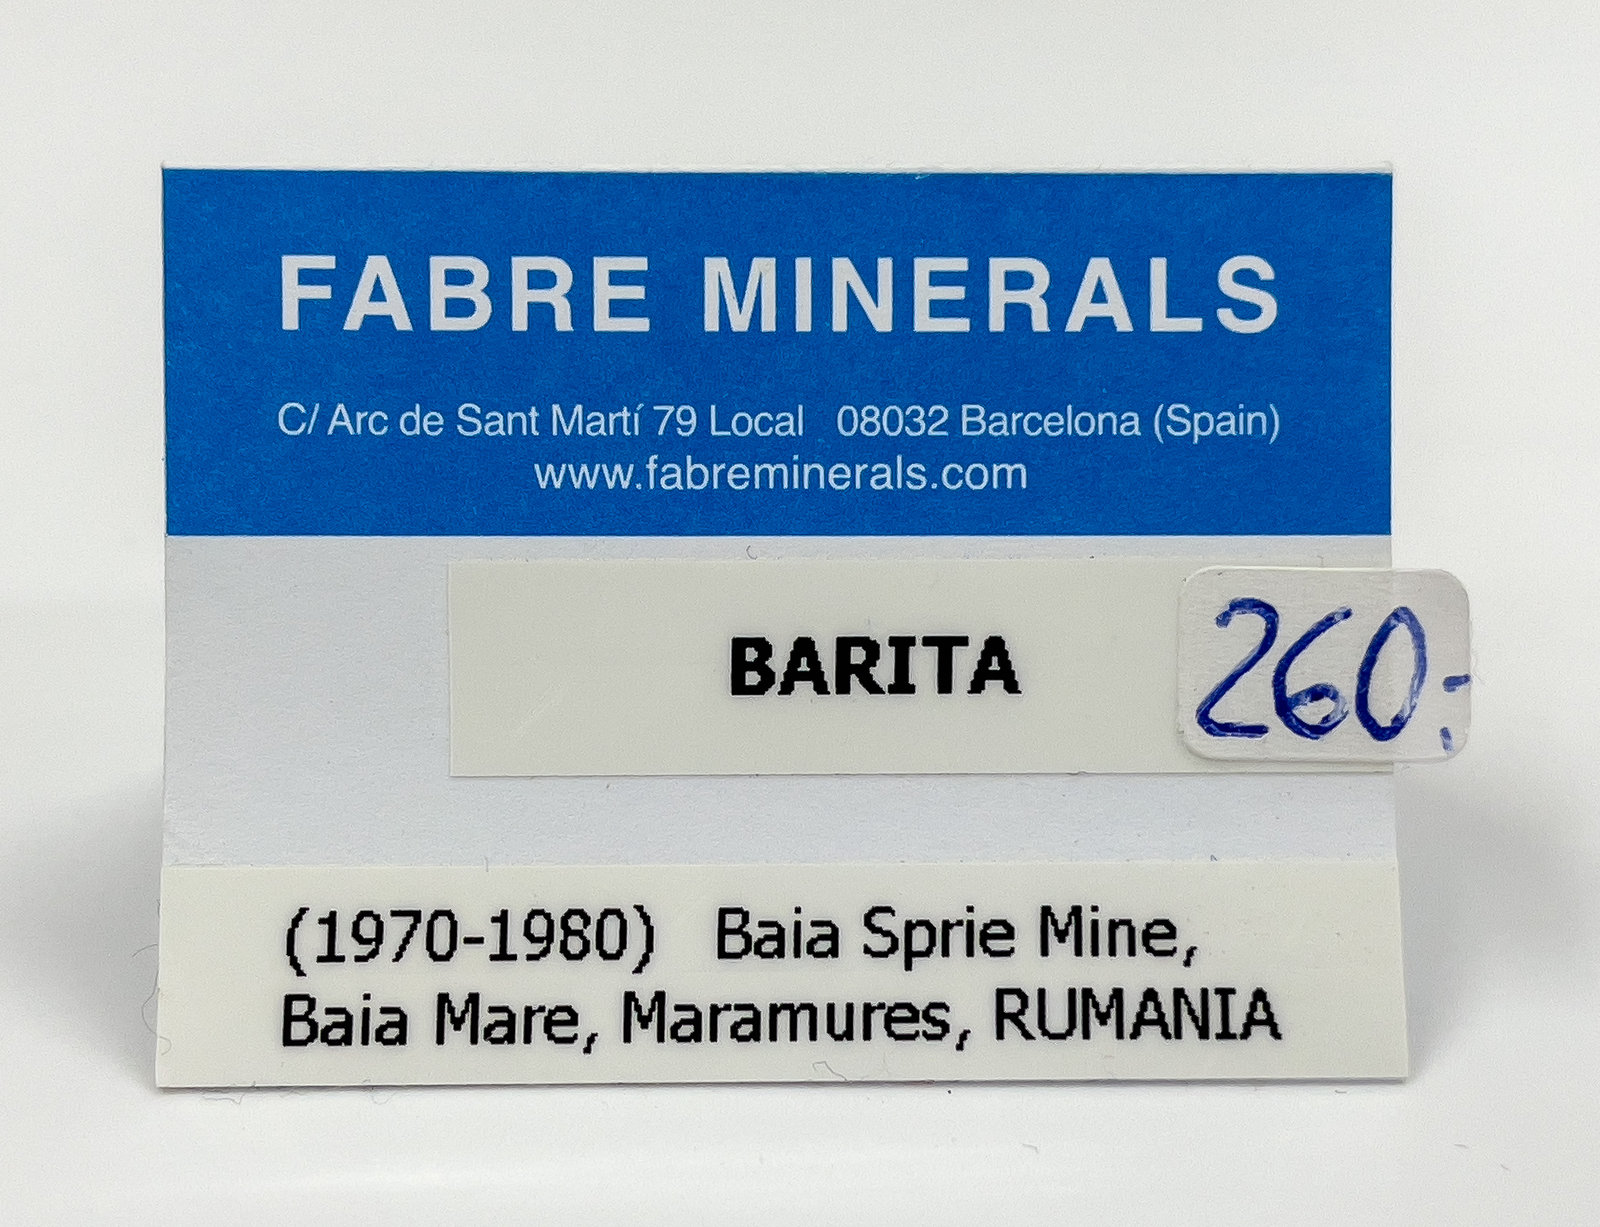 FABRE MINERALS
C/ Arc de Sant Martí 79 Local 08032 Barcelona (Spain)
www.fabreminerals.com
BARITA
260,-
(1970-1980) Baia Sprie Mine,
Baia Mare, Maramures, RUMANIA